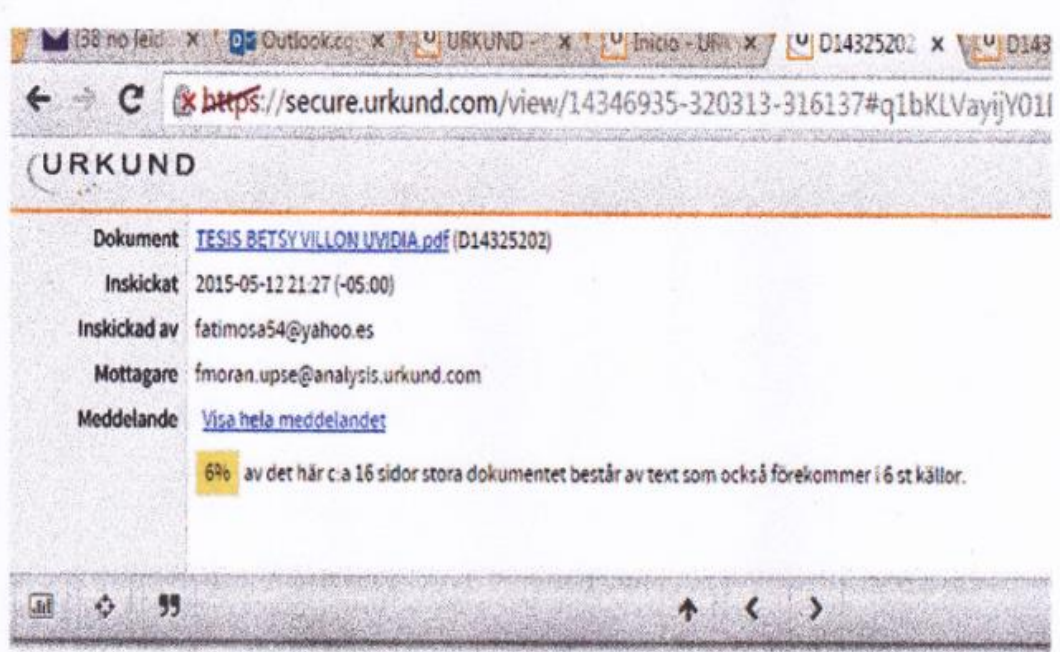 (38 no leíd × Outlook.co × URKUND - × Inicio - UR × D14325202 × D143
https://secure.urkund.com/view/14346935-320313-316137#q1bKLVayijY01
URKUND
Dokument TESIS BETSY VILLON UVIDIA.pdf (D14325202)
Inskickat 2015-05-12 21:27 (-05:00)
Inskickad av fatimosa54@yahoo.es
Mottagare fmoran.upse@analysis.urkund.com
Meddelande Visa hela meddelandet
6% av det här c:a 16 sidor stora dokumentet består av text som också förekommer i 6 st källor.